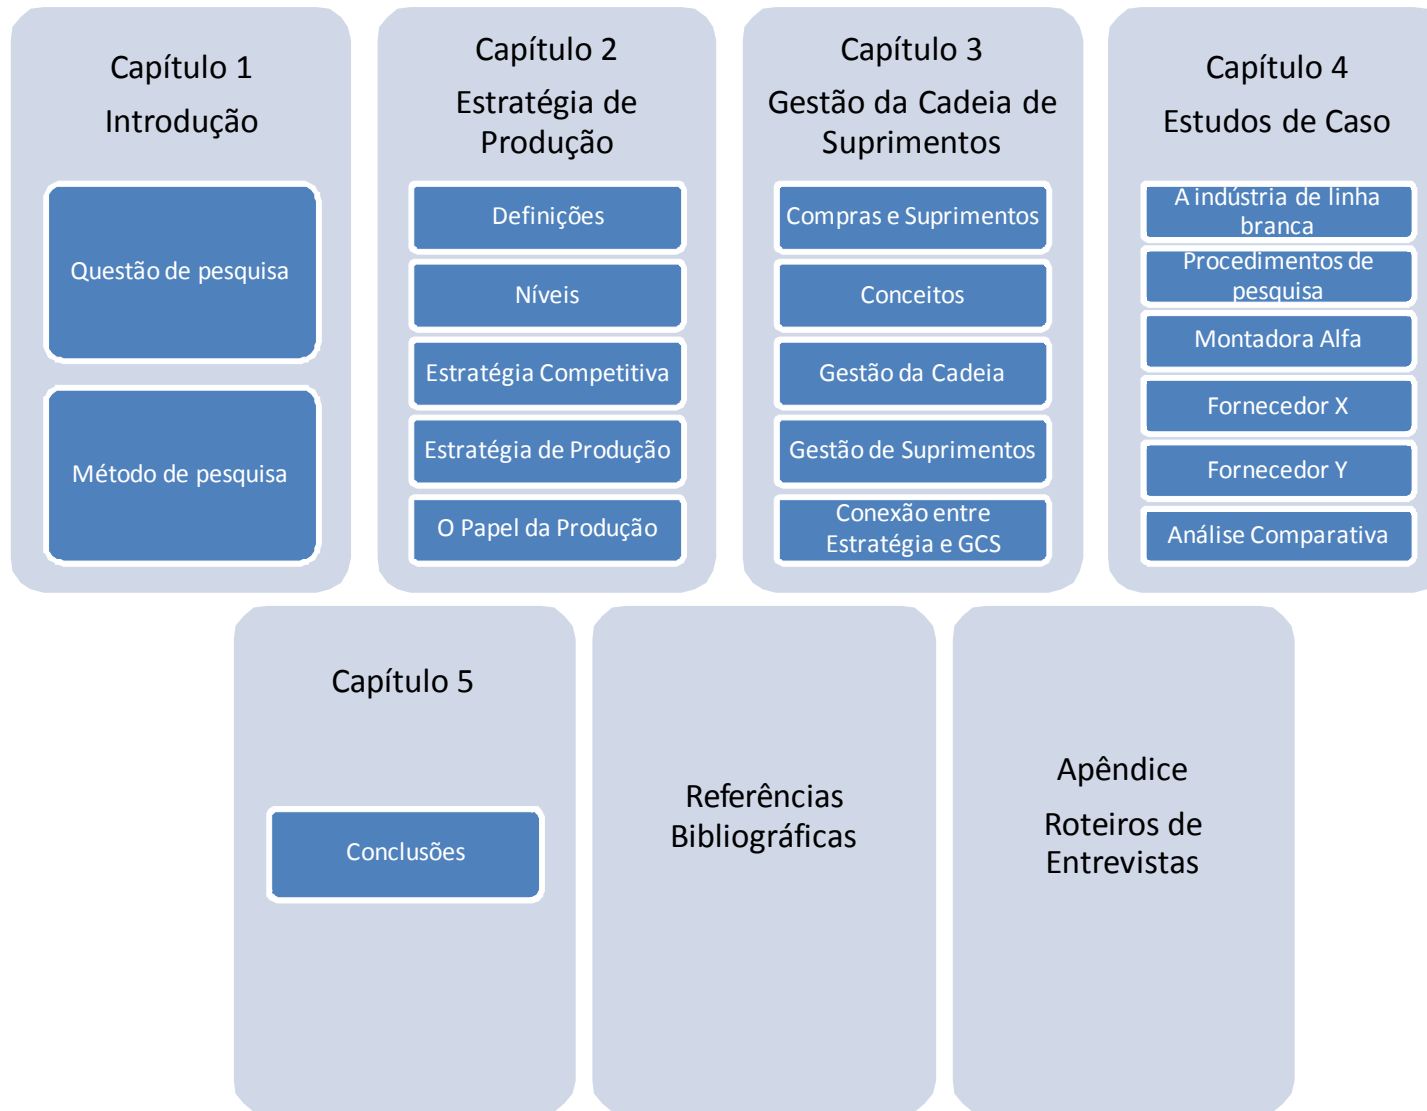 Capítulo 1
Introdução
Questão de pesquisa
Método de pesquisa
Capítulo 2
Estratégia de
Produção
Definições
Níveis
Estratégia Competitiva
Estratégia de Produção
O Papel da Produção
Capítulo 3
Gestão da Cadeia de
Suprimentos
Compras e Suprimentos
Conceitos
Gestão da Cadeia
Gestão de Suprimentos
Conexão entre
Estratégia e GCS
Capítulo 4
Estudos de Caso
A indústria de linha
branca
Procedimentos de
pesquisa
Montadora Alfa
Fornecedor X
Fornecedor Y
Análise Comparativa
Capítulo 5
Conclusões
Referências
Bibliográficas
Apêndice
Roteiros de
Entrevistas